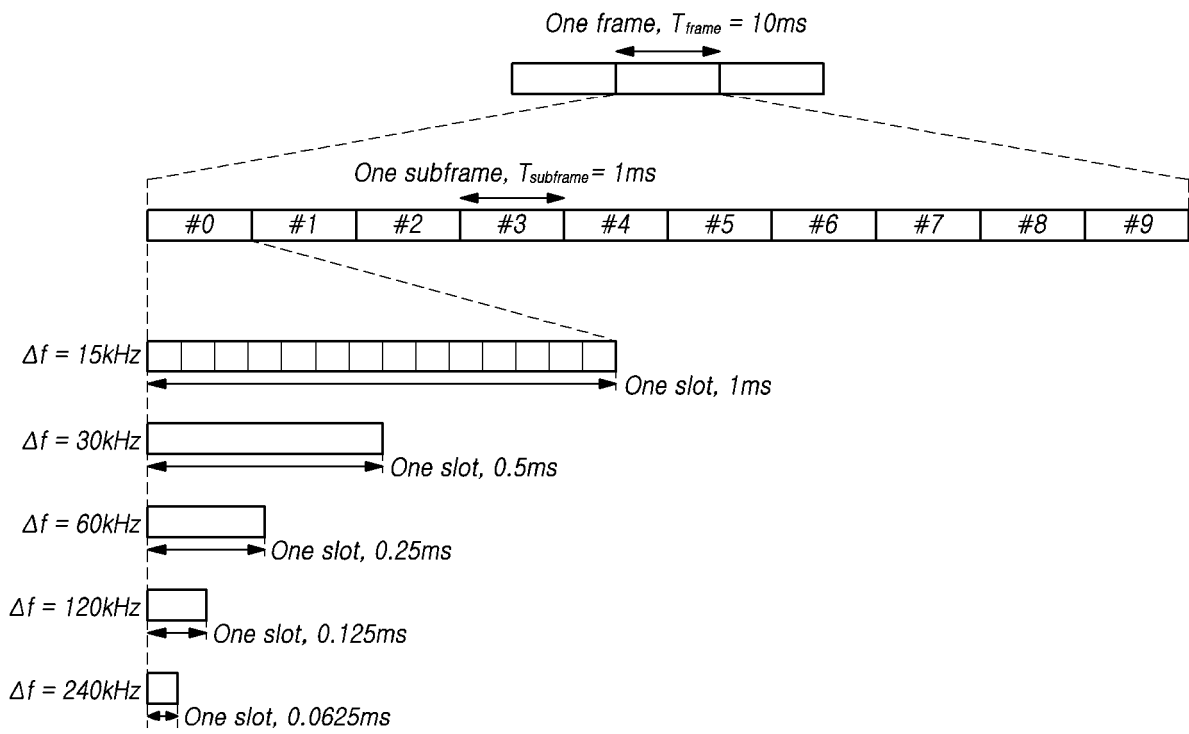 One frame, Tframe = 10ms
One subframe, Tsubframe = 1ms
#0 #1 #2 #3 #4 #5 #6 #7 #8 #9
Δf = 15kHz
One slot, 1ms
Δf = 30kHz
One slot, 0.5ms
Δf = 60kHz
One slot, 0.25ms
Δf = 120kHz
One slot, 0.125ms
Δf = 240kHz
One slot, 0.0625ms